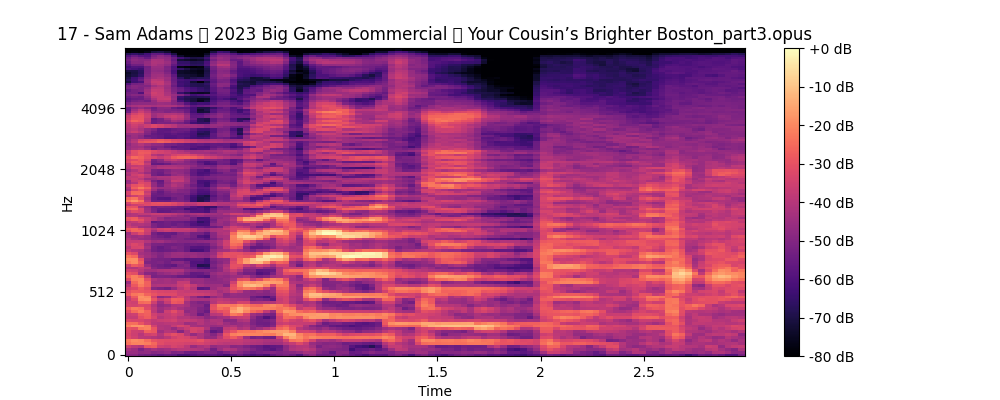 17 - Sam Adams ▯ 2023 Big Game Commercial ▯ Your Cousin’s Brighter Boston_part3.opus
+0 dB
-10 dB
-20 dB
-30 dB
-40 dB
-50 dB
-60 dB
-70 dB
-80 dB
4096
2048
1024
512
0
Hz
0
0.5
1
1.5
2
2.5
Time